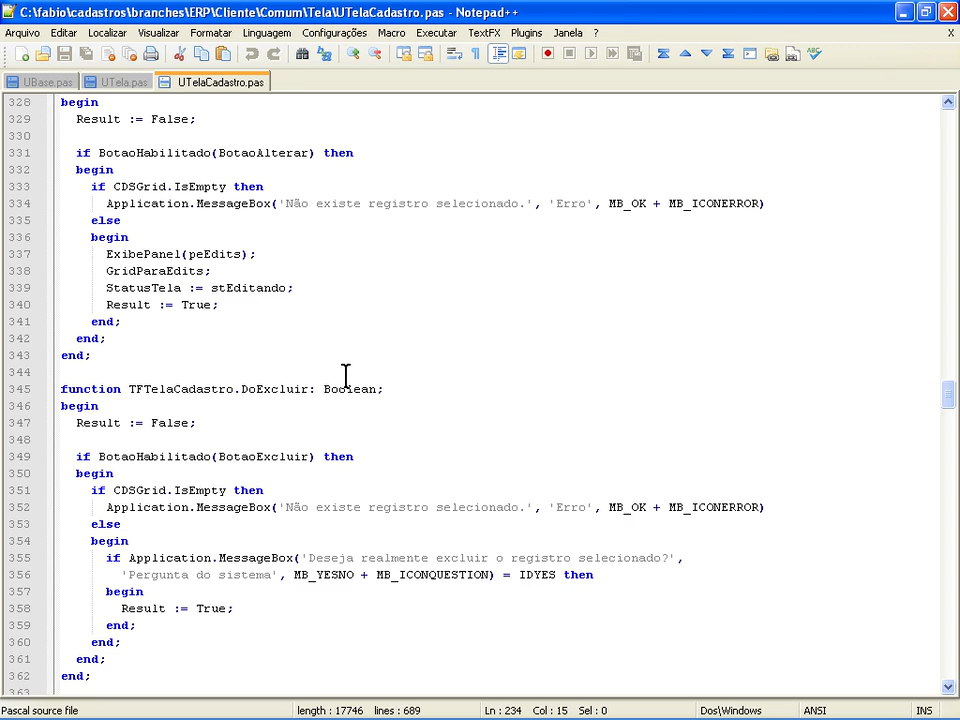 C:\fabio\cadastros\branches\ERP\Cliente\Comum\Tela\UTelaCadastro.pas - Notepad++
Arquivo Editar Localizar Visualizar Formatar Linguagem Configurações Macro Executar TextFX Plugins Janela ? X
UBase.pas UTela.pas UTelaCadastro.pas
328 begin
329 Result := False;
330
331 if BotaoHabilitado(BotaoAlterar) then
332 begin
333 if CDSGrid.IsEmpty then
334 Application.MessageBox('Não existe registro selecionado.', 'Erro', MB_OK + MB_ICONERROR)
335 else
336 begin
337 ExibePanel(peEdits);
338 GridParaEdits;
339 StatusTela := stEditando;
340 Result := True;
341 end;
342 end;
343 end;
344
345 function TFTelaCadastro.DoExcluir: Boolean;
346 begin
347 Result := False;
348
349 if BotaoHabilitado(BotaoExcluir) then
350 begin
351 if CDSGrid.IsEmpty then
352 Application.MessageBox('Não existe registro selecionado.', 'Erro', MB_OK + MB_ICONERROR)
353 else
354 begin
355 if Application.MessageBox('Deseja realmente excluir o registro selecionado?',
356 'Pergunta do sistema', MB_YESNO + MB_ICONQUESTION) = IDYES then
357 begin
358 Result := True;
359 end;
360 end;
361 end;
362 end;
363
Pascal source file length : 17746 lines : 689 Ln : 234 Col : 15 Sel : 0 Dos\Windows ANSI INS